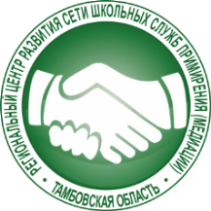 • РЕГИОНАЛЬНЫЙ ЦЕНТР РАЗВИТИЯ СЕТИ ШКОЛЬНЫХ СЛУЖБ ПРИМИРЕНИЯ (МЕДИАЦИИ) •
ТАМБОВСКАЯ ОБЛАСТЬ